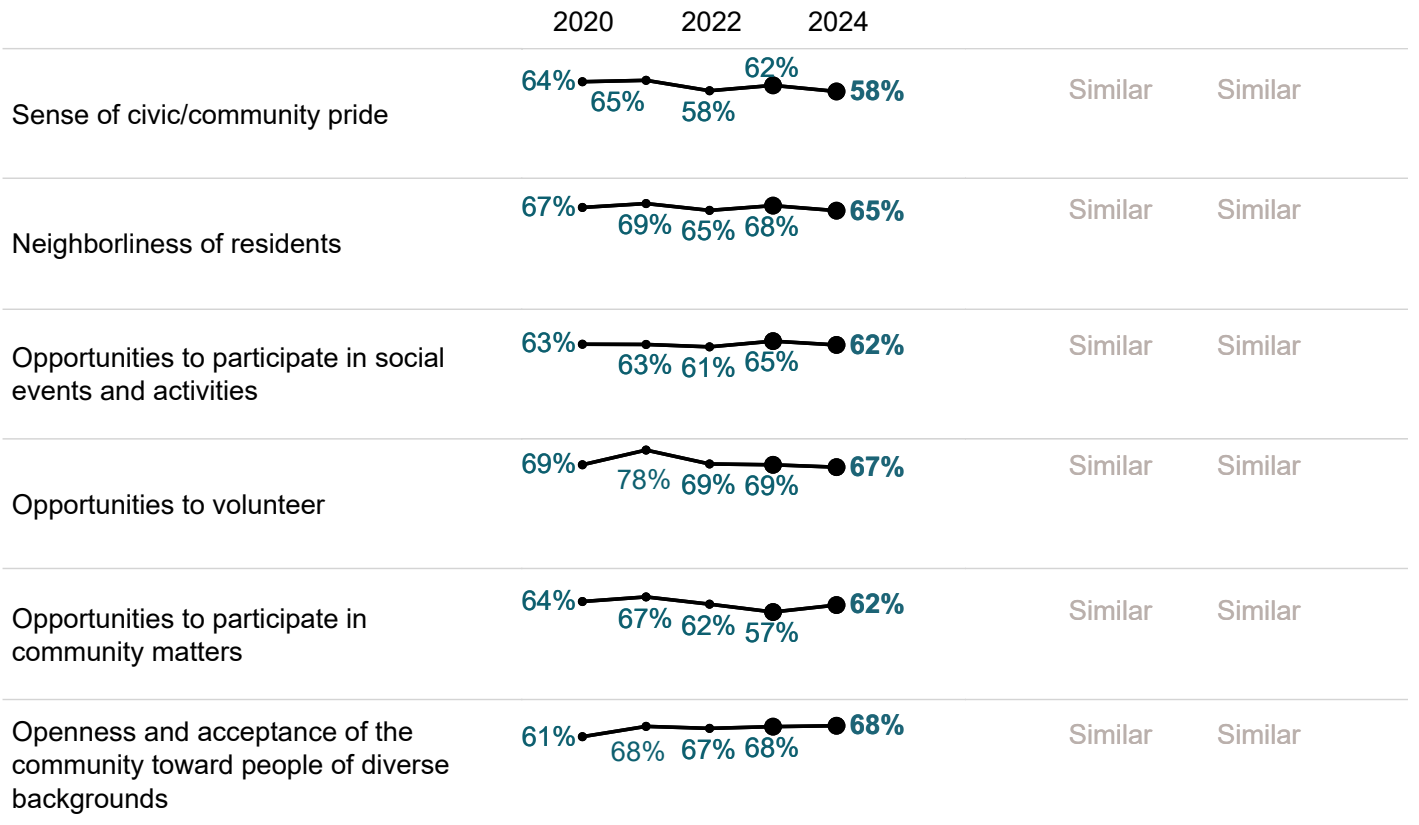 2020 2022 2024
Sense of civic/community pride
64% 65% 58% 62% 58% Similar Similar
Neighborliness of residents
67% 69% 65% 68% 65% Similar Similar
Opportunities to participate in social
events and activities
63% 63% 61% 65% 62% Similar Similar
Opportunities to volunteer
69% 78% 69% 69% 67% Similar Similar
Opportunities to participate in
community matters
64% 67% 62% 57% 62% Similar Similar
Openness and acceptance of the
community toward people of diverse
backgrounds
61% 68% 67% 68% 68% Similar Similar